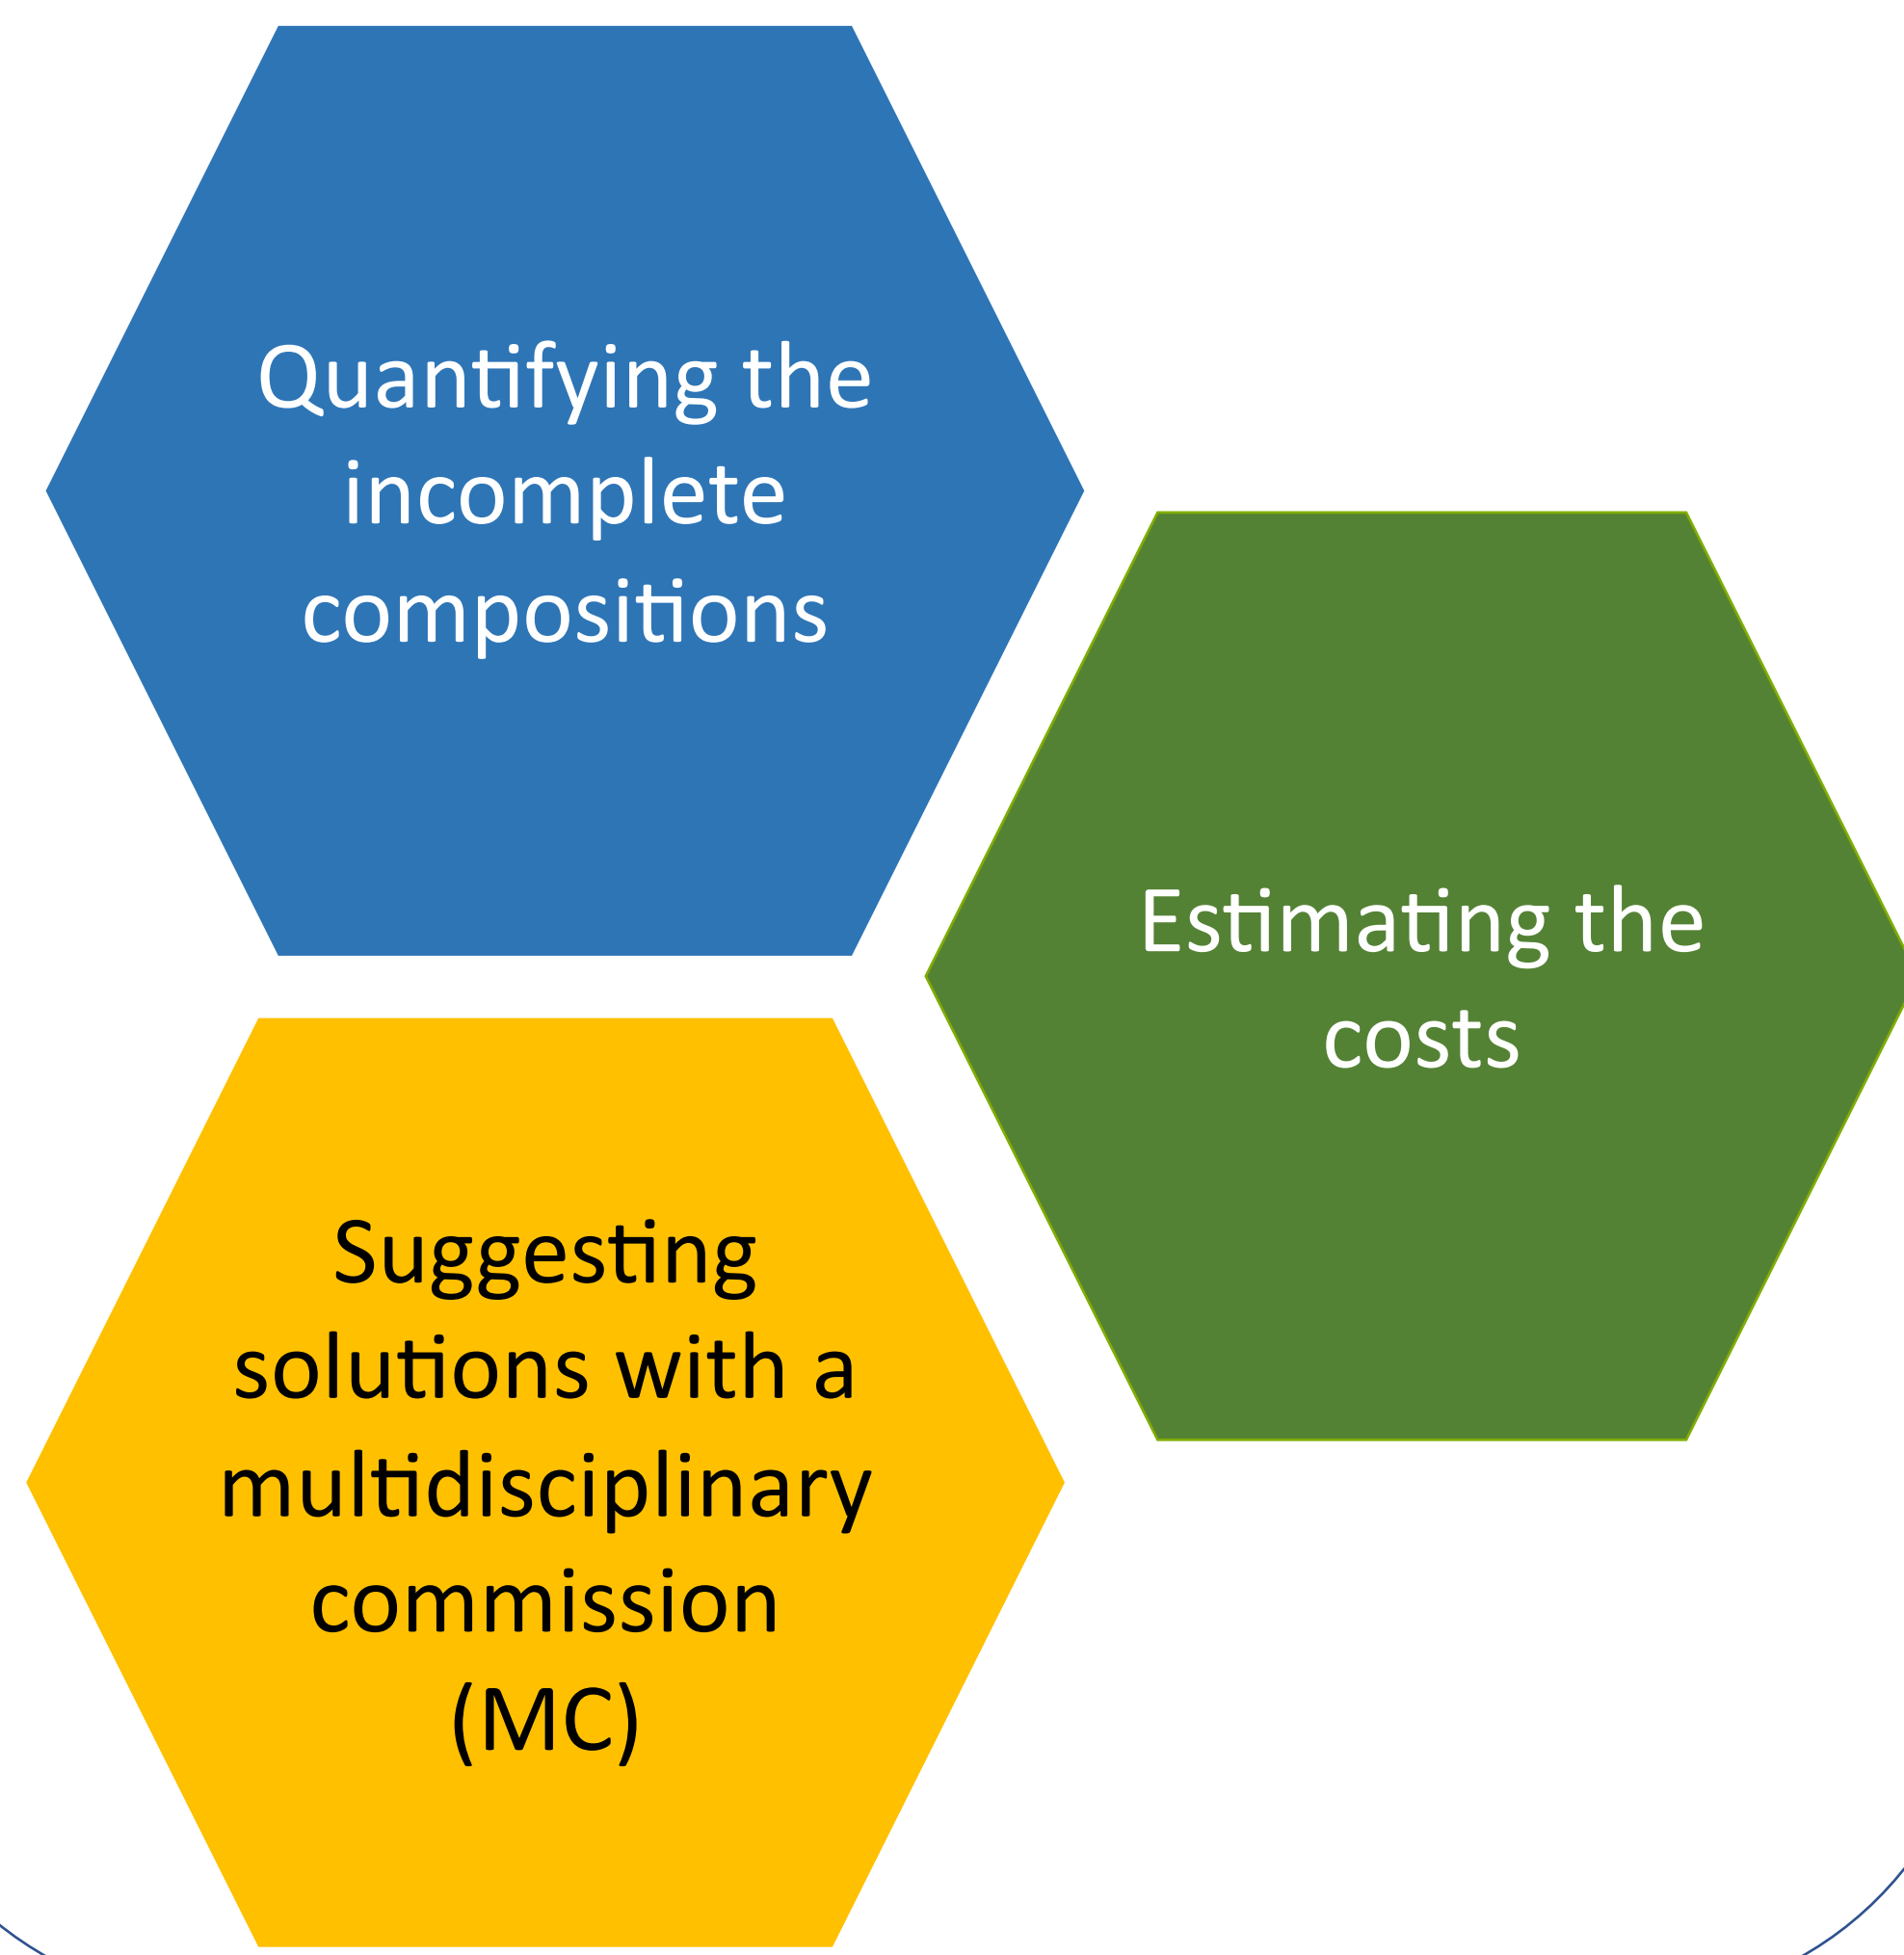 Quantifying the
incomplete
compositions
Estimating the
costs
Suggesting
solutions with a
multidisciplinary
commission
(MC)